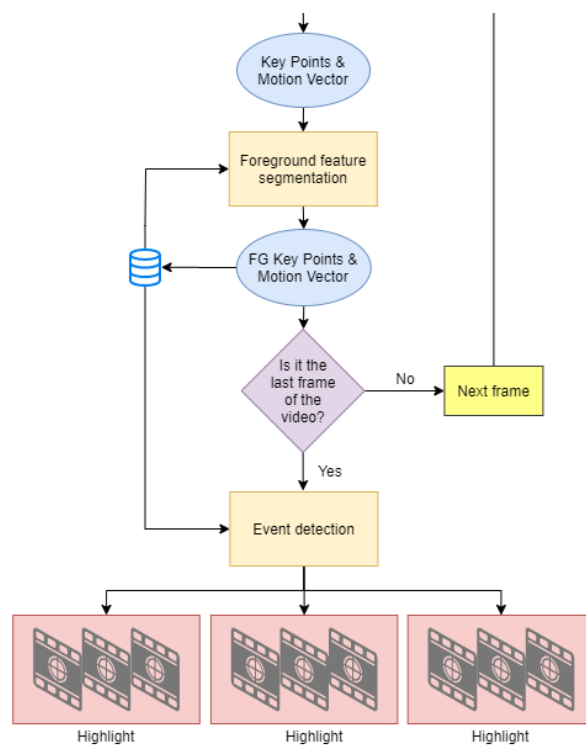 Key Points &
Motion Vector
Foreground feature
segmentation
FG Key Points &
Motion Vector
Is it the
last frame
of the
video?
No
Next frame
Yes
Event detection
Highlight
Highlight
Highlight